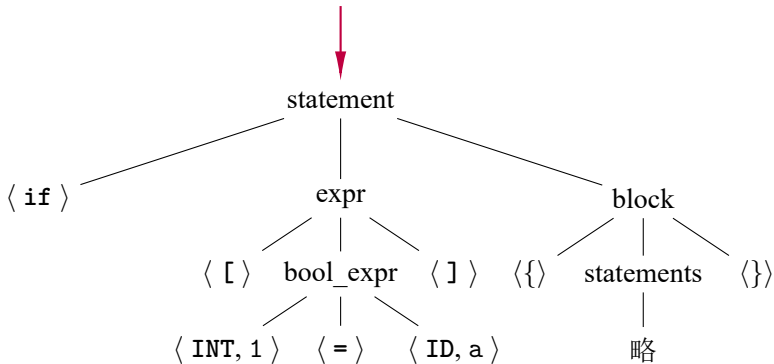 statement
⟨ if ⟩ expr block
⟨ [ ⟩ bool_expr ⟨ ] ⟩ ⟨{⟩ statements ⟨}⟩
⟨ INT, 1 ⟩ ⟨ = ⟩ ⟨ ID, a ⟩ 略